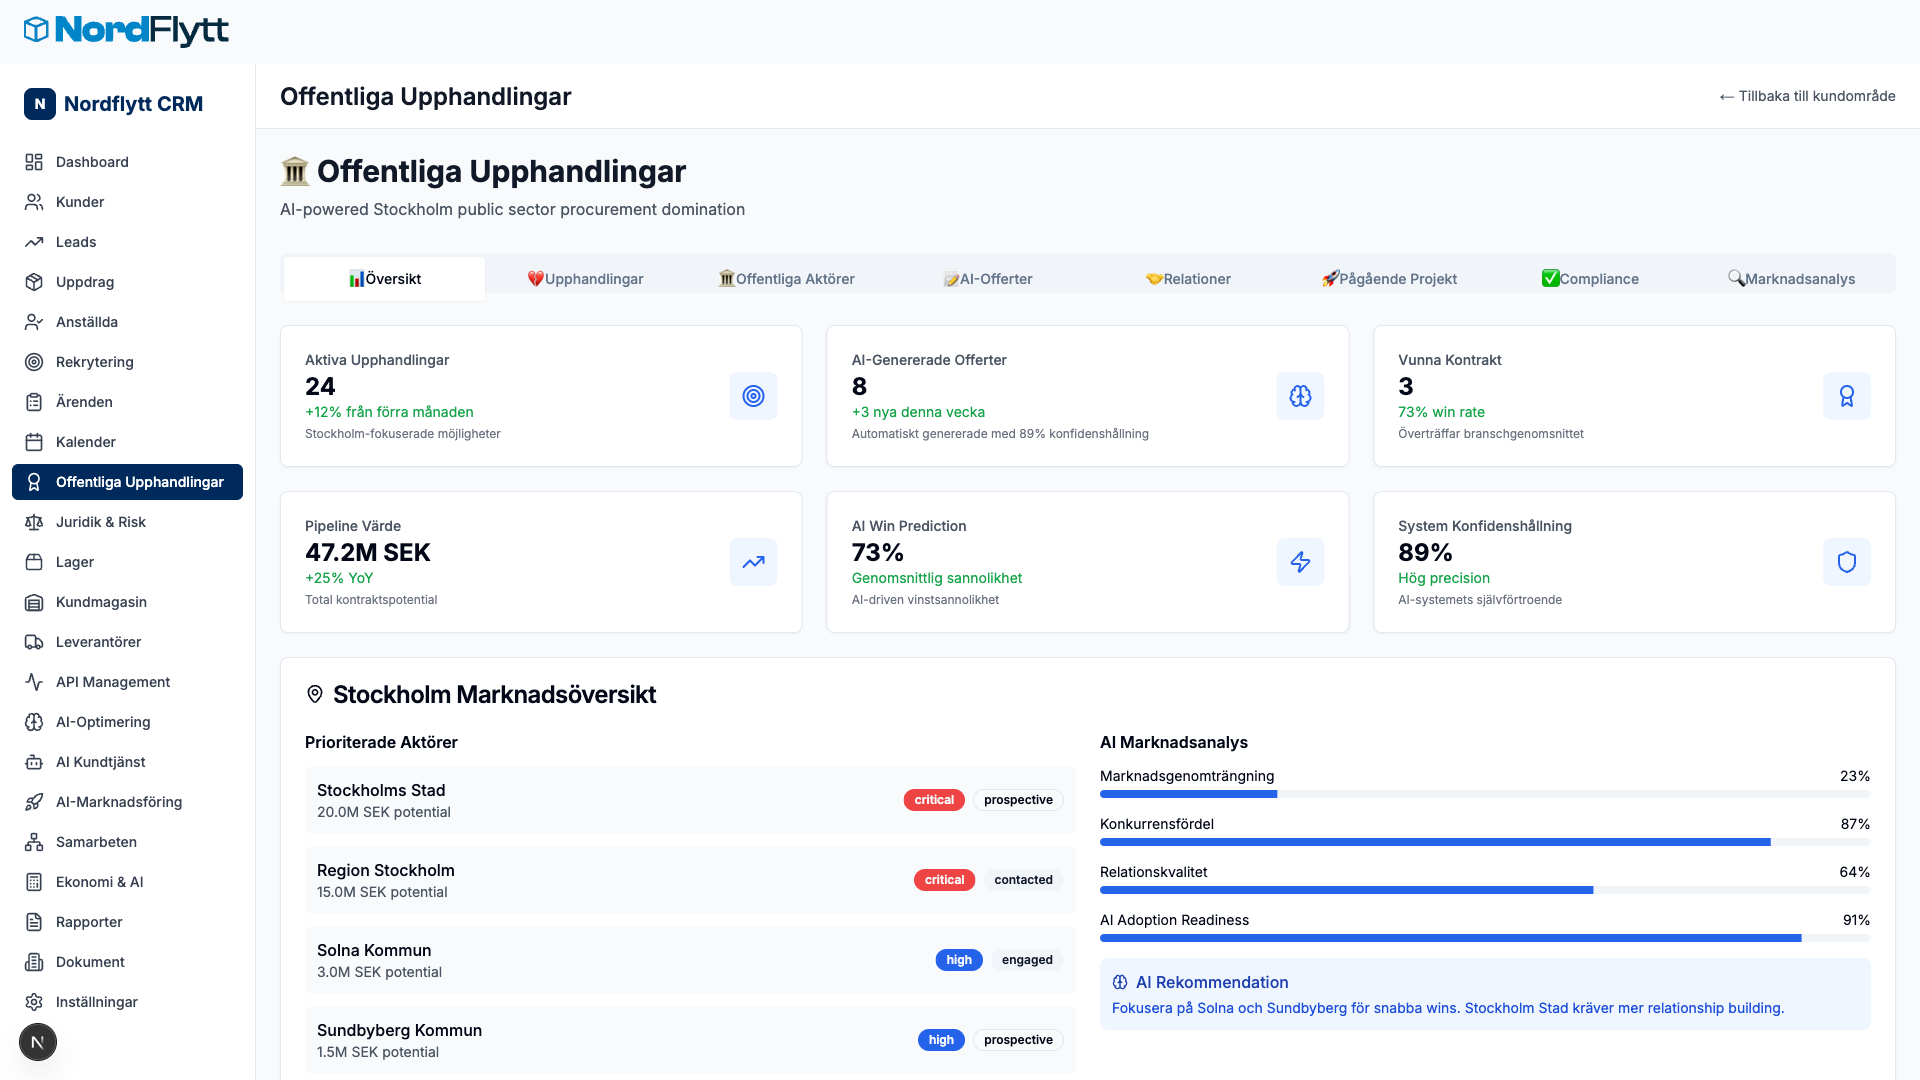 NordFlytt
N Nordflytt CRM
Dashboard
Kunder
Leads
Uppdrag
Anställda
Rekrytering
Ärenden
Kalender
Offentliga Upphandlingar
Juridik & Risk
Lager
Kundmagasin
Leverantörer
API Management
AI-Optimering
AI Kundtjänst
AI-Marknadsföring
Samarbeten
Ekonomi & AI
Rapporter
Dokument
Inställningar
N
Offentliga Upphandlingar
← Tillbaka till kundområde
🏛️ Offentliga Upphandlingar
AI-powered Stockholm public sector procurement domination
📊Översikt
💔Upphandlingar
🏛️Offentliga Aktörer
📝AI-Offerter
🤝Relationer
🚀Pågående Projekt
✅Compliance
🔍Marknadsanalys
Aktiva Upphandlingar
24
+12% från förra månaden
Stockholm-fokuserade möjligheter
AI-Genererade Offerter
8
+3 nya denna vecka
Automatiskt genererade med 89% konfidenshållning
Vunna Kontrakt
3
73% win rate
Överträffar branschgenomsnittet
Pipeline Värde
47.2M SEK
+25% YoY
Total kontraktspotential
AI Win Prediction
73%
Genomsnittlig sannolikhet
AI-driven vinstsannolikhet
System Konfidenshållning
89%
Hög precision
AI-systemets självförtroende
Stockholm Marknadsöversikt
Prioriterade Aktörer
Stockholms Stad
20.0M SEK potential
critical prospective
Region Stockholm
15.0M SEK potential
critical contacted
Solna Kommun
3.0M SEK potential
high engaged
Sundbyberg Kommun
1.5M SEK potential
high prospective
AI Marknadsanalys
Marknadsgenomträngning 23%
Konkurrensfördel 87%
Relationskvalitet 64%
AI Adoption Readiness 91%
AI Rekommendation
Fokusera på Solna och Sundbyberg för snabba wins. Stockholm Stad kräver mer relationship building.